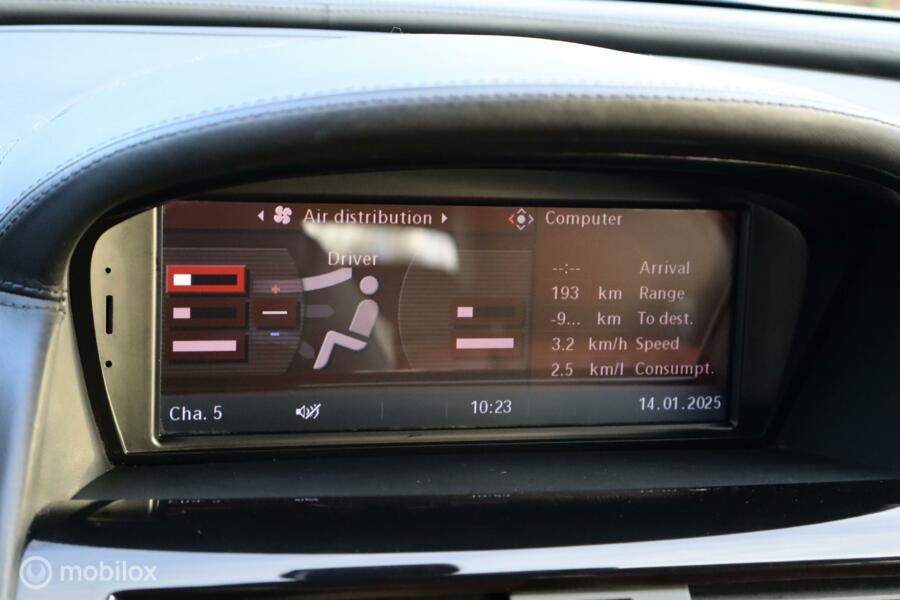 Air distribution
Computer
Driver
--:-- Arrival
193 km Range
-9... km To dest.
3.2 km/h Speed
2.5 km/l Consumpt.
Cha. 5
10:23
14.01.2025
mobilox